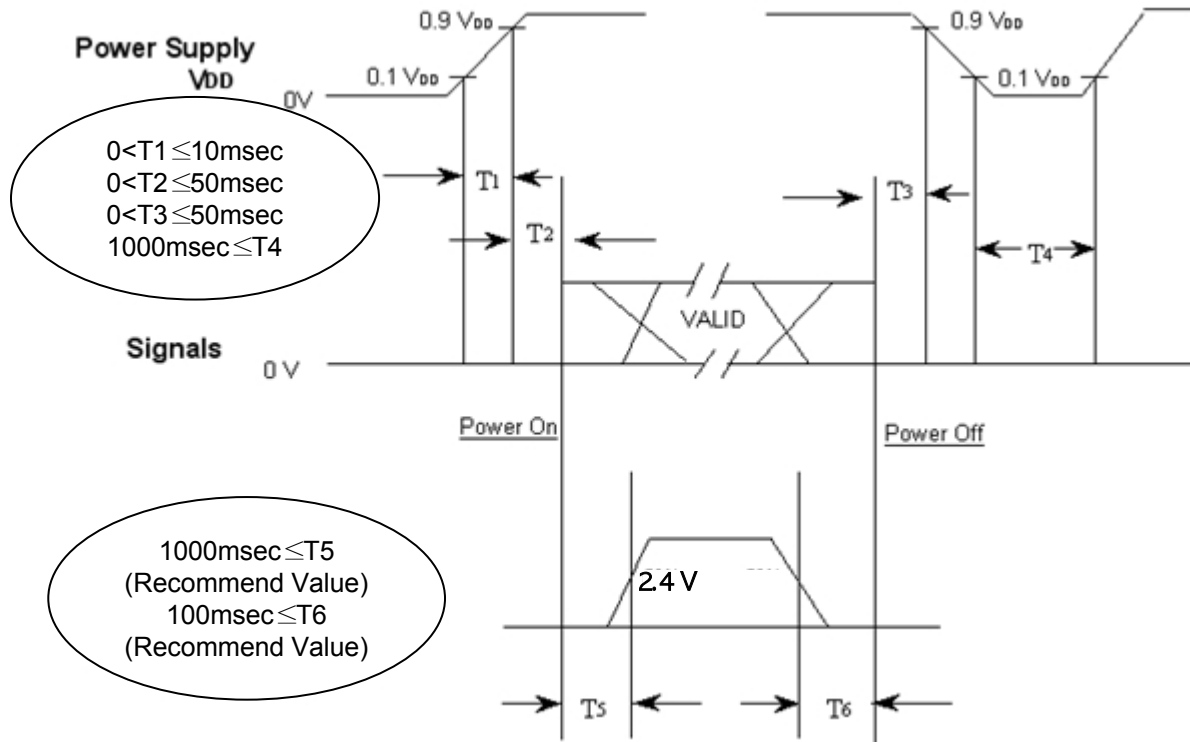 0.9 VDD
0.9 VDD
Power Supply
VDD
0.1 VDD
0.1 VDD
0V
0<T1≤10msec
0<T2≤50msec
0<T3≤50msec
1000msec≤T4
T1
T3
T2
T4
VALID
Signals
0 V
Power On
Power Off
1000msec≤T5
(Recommend Value)
100msec≤T6
(Recommend Value)
2.4 V
T5
T6